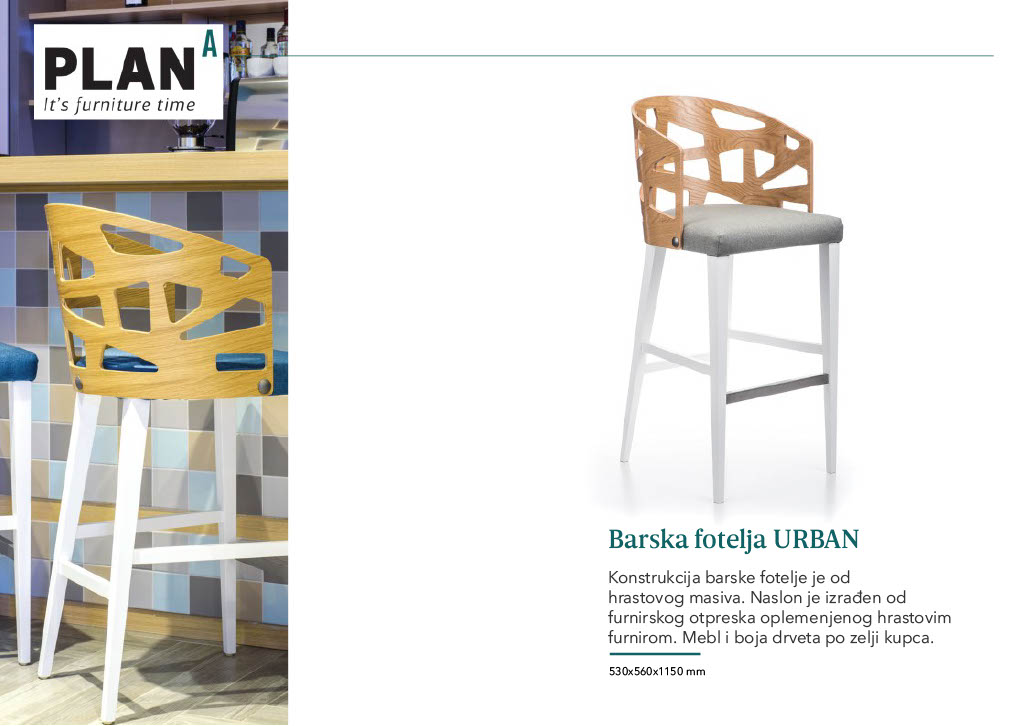 PLAN A
It's furniture time
Barska fotelja URBAN
Konstrukcija barske fotelje je od
hrastovog masiva. Naslon je izrađen od
furnirskog otpreska oplemenjenog hrastovim
furnirom. Mebl i boja drveta po zelji kupca.
530x560x1150 mm